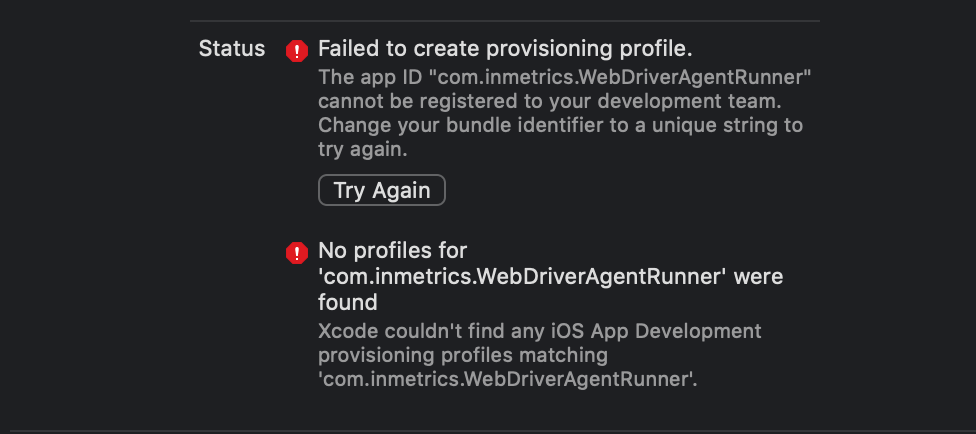 Status
Failed to create provisioning profile.
The app ID "com.inmetrics.WebDriverAgentRunner"
cannot be registered to your development team.
Change your bundle identifier to a unique string to
try again.
Try Again
No profiles for
'com.inmetrics.WebDriverAgentRunner' were
found
Xcode couldn't find any iOS App Development
provisioning profiles matching
'com.inmetrics.WebDriverAgentRunner'.